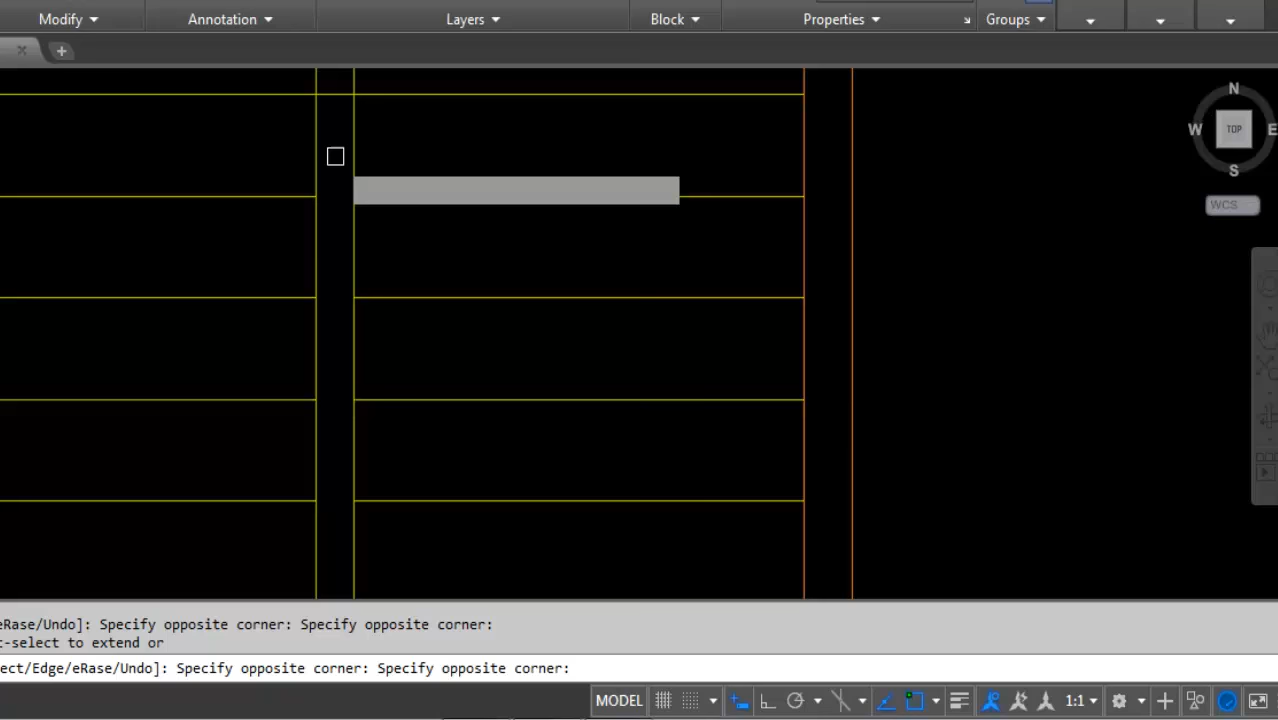 Modify
Annotation
Layers
Block
Properties
Groups
N
W
TOP
E
S
WCS
eRase/Undo]: Specify opposite corner: Specify opposite corner:
t-select to extend or
ect/Edge/eRase/Undo]: Specify opposite corner: Specify opposite corner:
MODEL
1:1